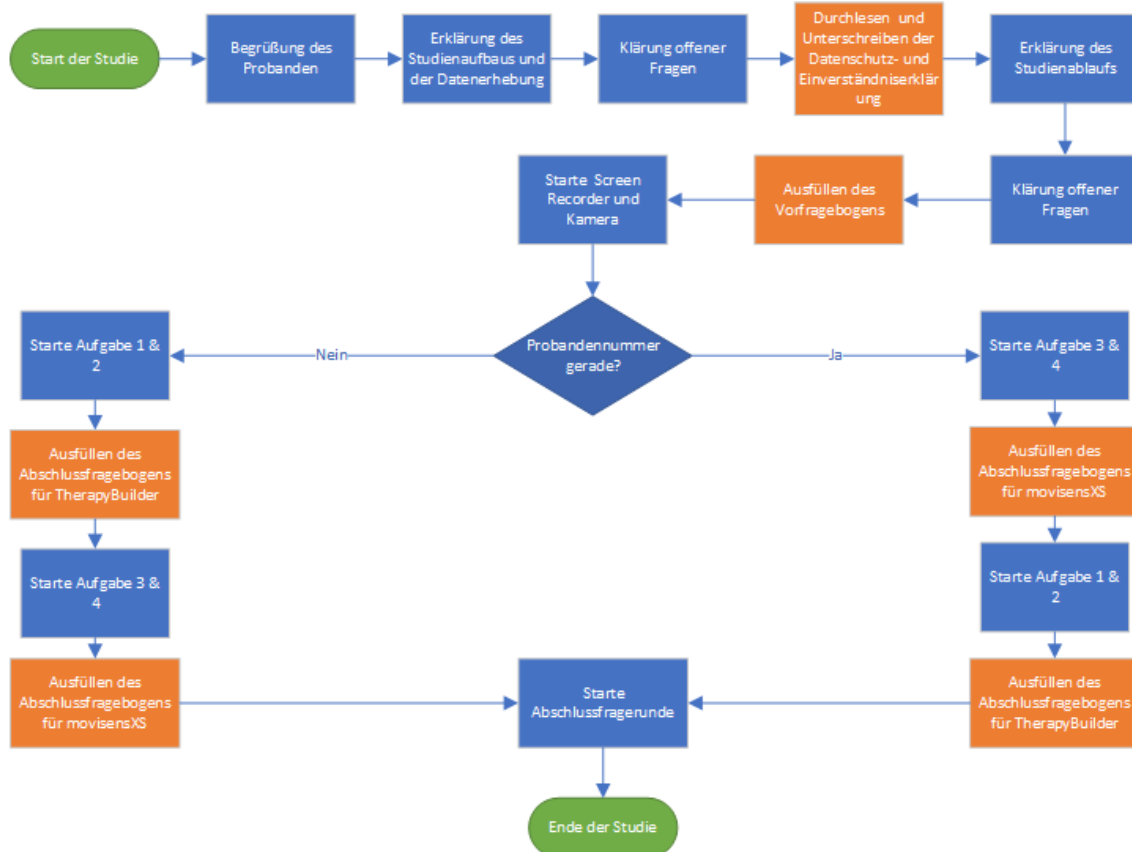 Start der Studie
Begrüßung des
Probanden
Erklärung des
Studienaufbaus und
der Datenerhebung
Klärung offener
Fragen
Durchlesen und
Unterschreiben der
Datenschutz- und
Einverständniserklär
ung
Erklärung des
Studienablaufs
Starte Screen
Recorder und
Kamera
Ausfüllen des
Vorfragebogens
Klärung offener
Fragen
Probandennummer
gerade?
Nein
Ja
Starte Aufgabe 1 &
2
Ausfüllen des
Abschlussfragebogens
für TherapyBuilder
Starte Aufgabe 3 &
4
Ausfüllen des
Abschlussfragebogens
für movisensXS
Starte Aufgabe 3 &
4
Ausfüllen des
Abschlussfragebogens
für movisensXS
Starte Aufgabe 1 &
2
Ausfüllen des
Abschlussfragebogens
für TherapyBuilder
Starte
Abschlussfragerunde
Ende der Studie